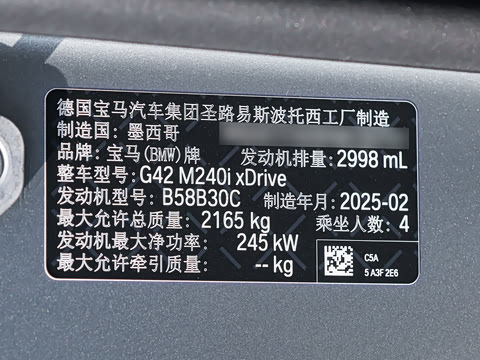 德国宝马汽车集团圣路易斯波托西工厂制造
制造国：墨西哥
品牌：宝马(BMW)牌 发动机排量：2998 mL
整车型号：G42 M240i xDrive
发动机型号：B58B30C 制造年月：2025-02
最大允许总质量：2165 kg 乘坐人数：4
发动机最大净功率：245 kW
最大允许牵引质量：-- kg
C5A
5 A3F 2E6